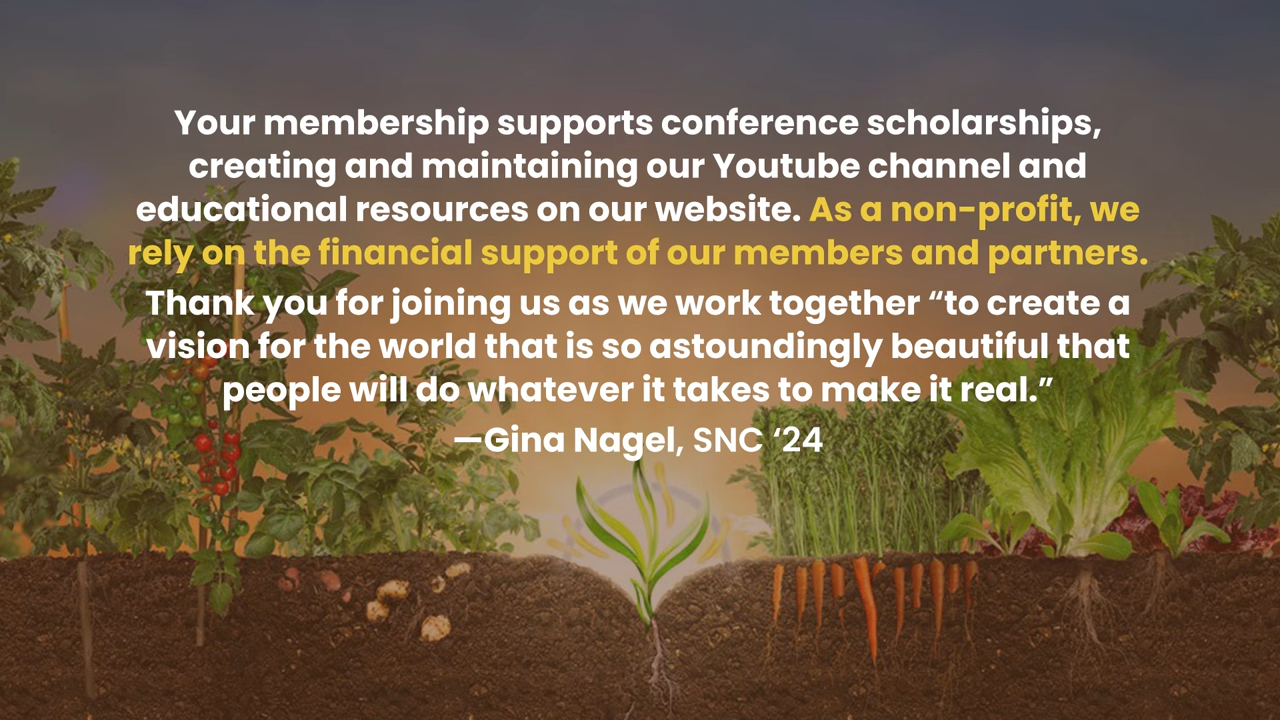 Your membership supports conference scholarships,
creating and maintaining our Youtube channel and
educational resources on our website. As a non-profit, we
rely on the financial support of our members and partners.
Thank you for joining us as we work together “to create a
vision for the world that is so astoundingly beautiful that
people will do whatever it takes to make it real.”
—Gina Nagel, SNC ‘24